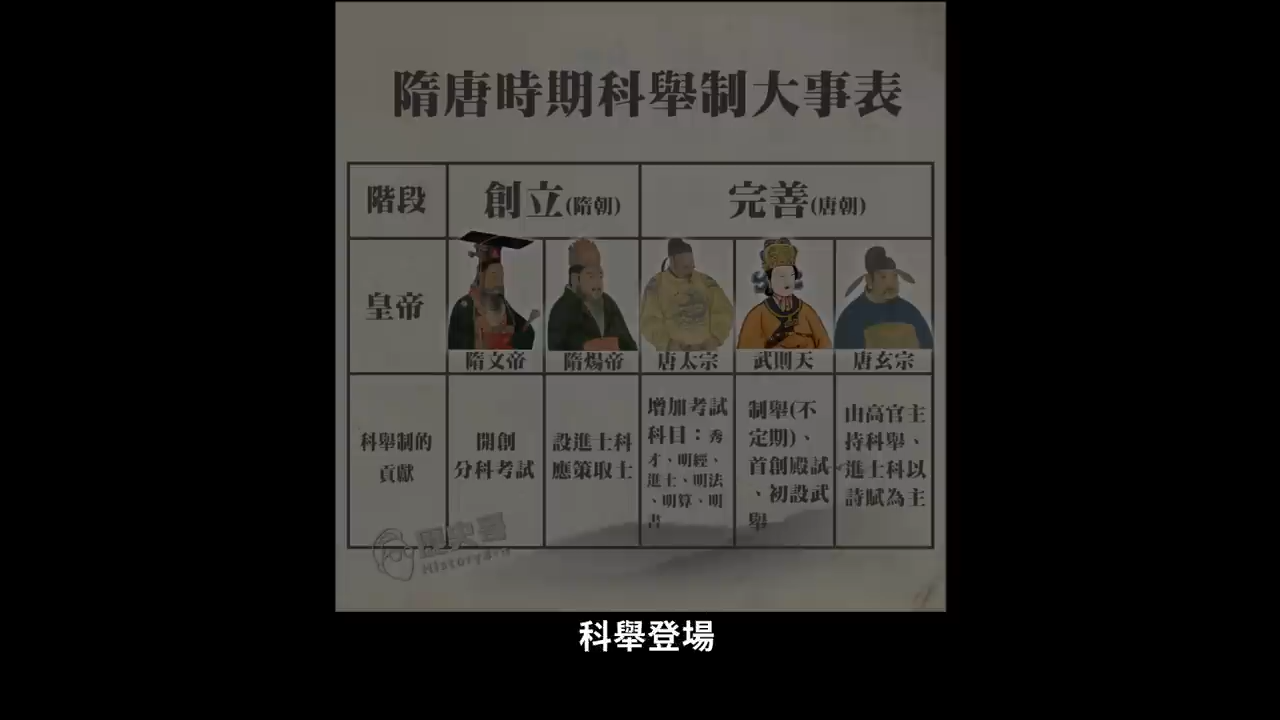 隋唐時期科舉制大事表
階段
創立(隋朝)
完善(唐朝)
皇帝
隋文帝
隋煬帝
唐太宗
武則天
唐玄宗
科舉制的
貢獻
開創
分科考試
設進士科
應策取士
增加考試
科目：秀
才、明經、
進士、明法
、明算、明
書
制舉(不
定期)、
首創殿試
、初設武
舉
由高官主
持科舉、
進士科以
詩賦為主
歷史哥
HistoryBro
科舉登場